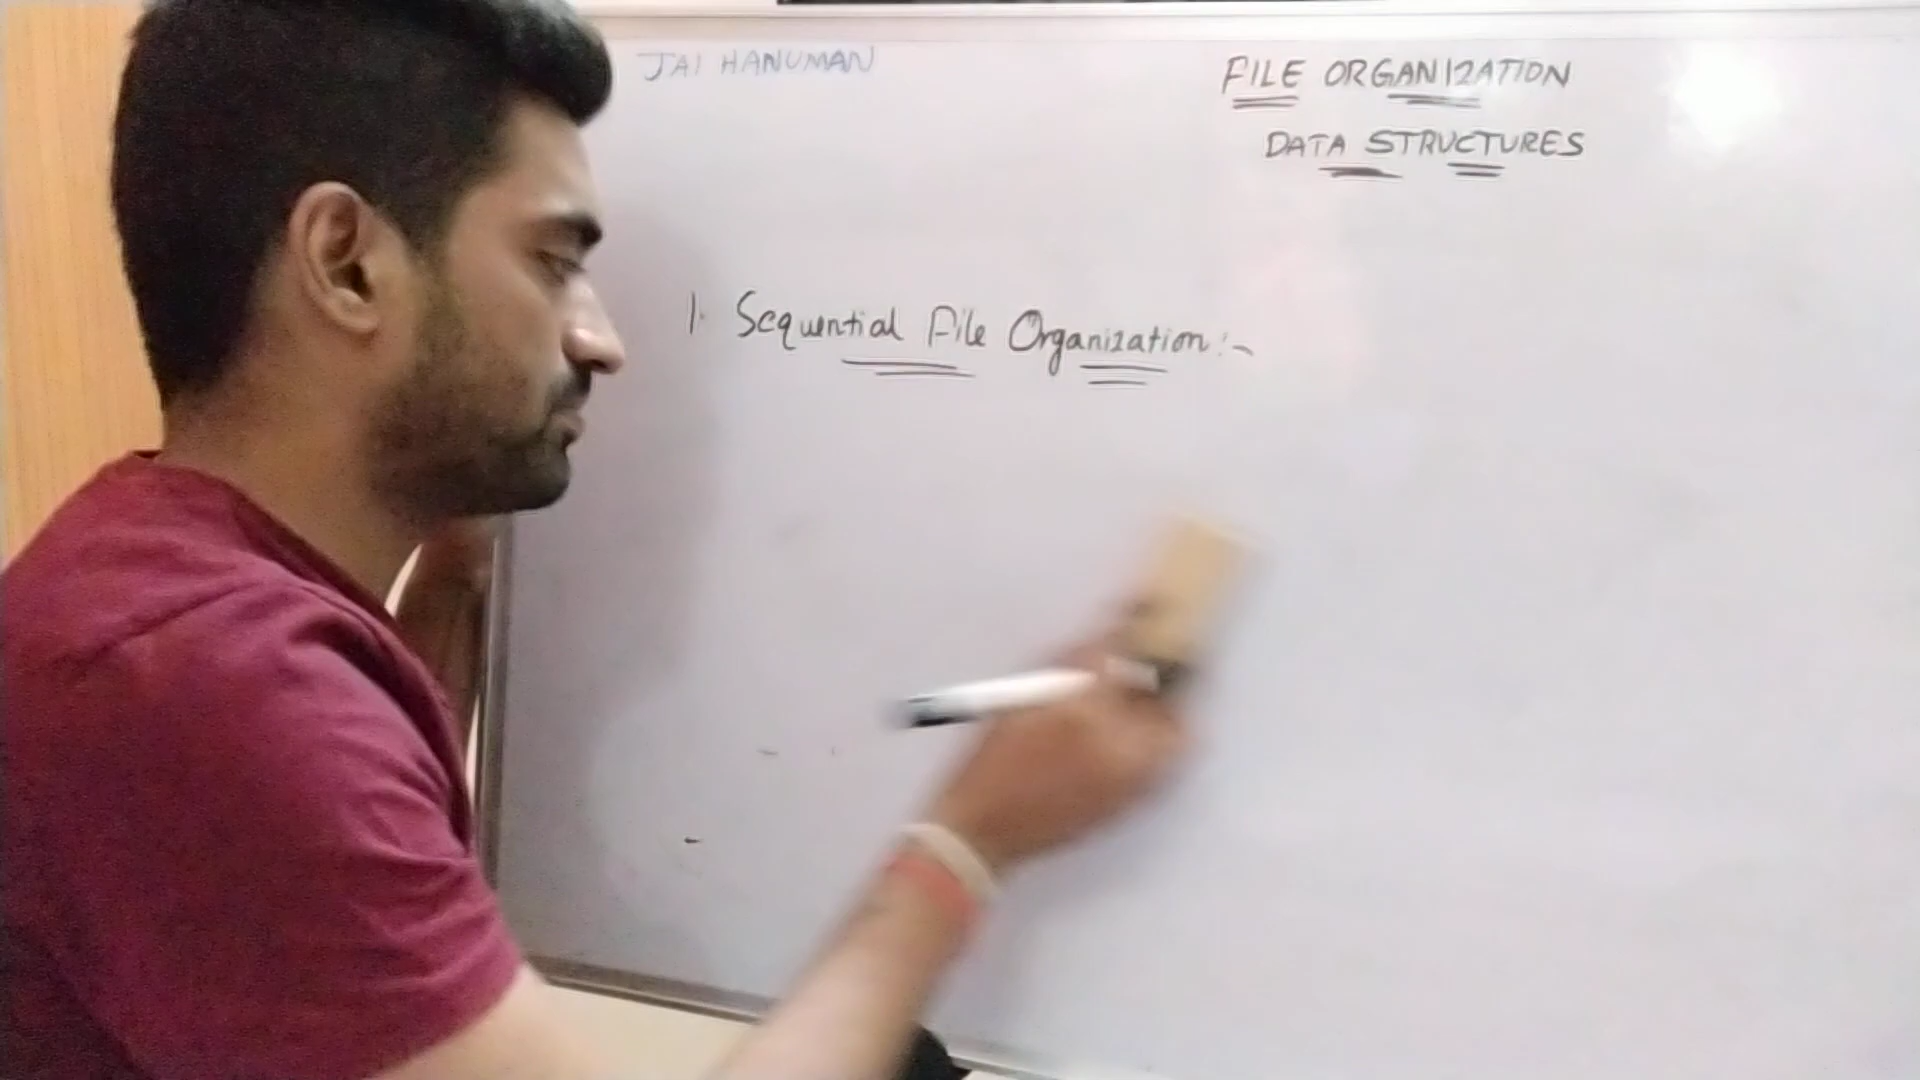 JAI HANUMAN
FILE ORGANIZATION
DATA STRUCTURES
1. Sequential File Organization:-